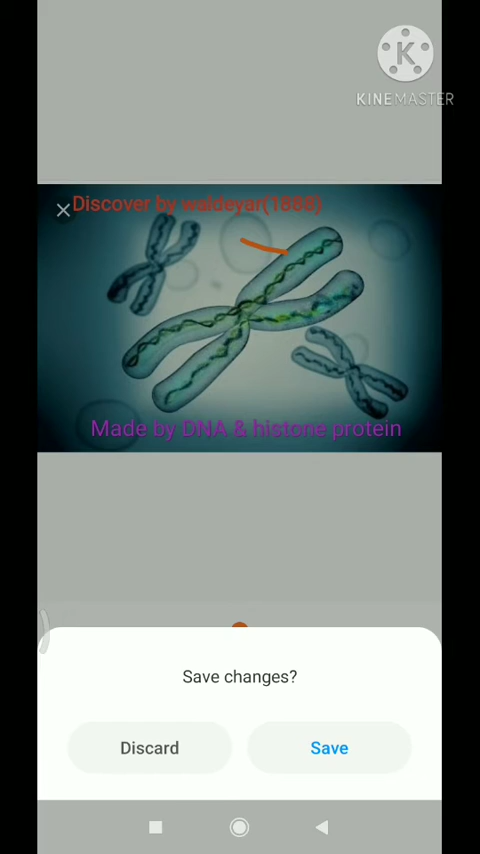 K
KINEMASTER
Discover by waldeyar(1888)
Made by DNA & histone protein
Save changes?
Discard
Save